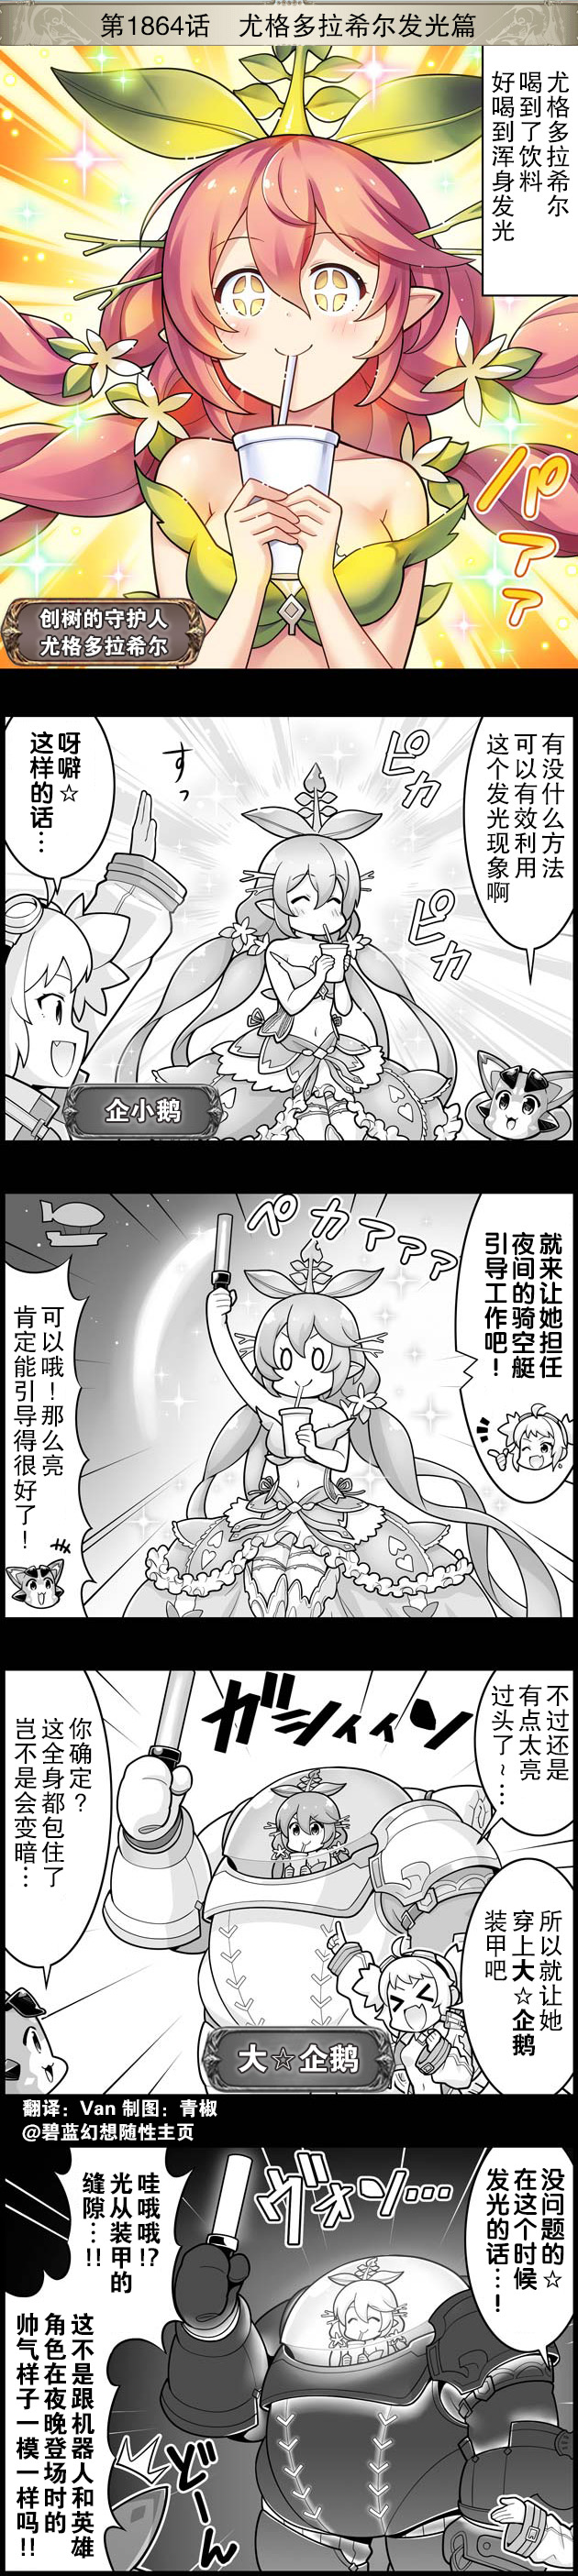 第1864话　尤格多拉希尔发光篇
尤格多拉希尔
喝到了饮料
好喝到浑身发光
パァァ
创树的守护人
尤格多拉希尔
有没什么方法
可以有效利用
这个发光现象啊
ピカ
ピカ
すっ
呀噼☆
这样的话…
企小鹅
就来让她担任
夜间的骑空艇
引导工作吧！
ペカァァァ
可以哦！那么亮
肯定能引导得很好了！
不过还是
有点太亮
过头了~…
ガシィィン
所以就让她
穿上大☆企鹅
装甲吧
你确定？
这全身都包住了
岂不是会变暗…
大☆企鹅
翻译：Van 制图：青椒
@碧蓝幻想随性主页
没问题的☆
在这个时候
发光的话…！
ヴォン…
哇哦哦!?
光从装甲的
缝隙…!!
这不是跟机器人和英雄
角色在夜晚登场时的
帅气样子一模一样吗!!
どーん